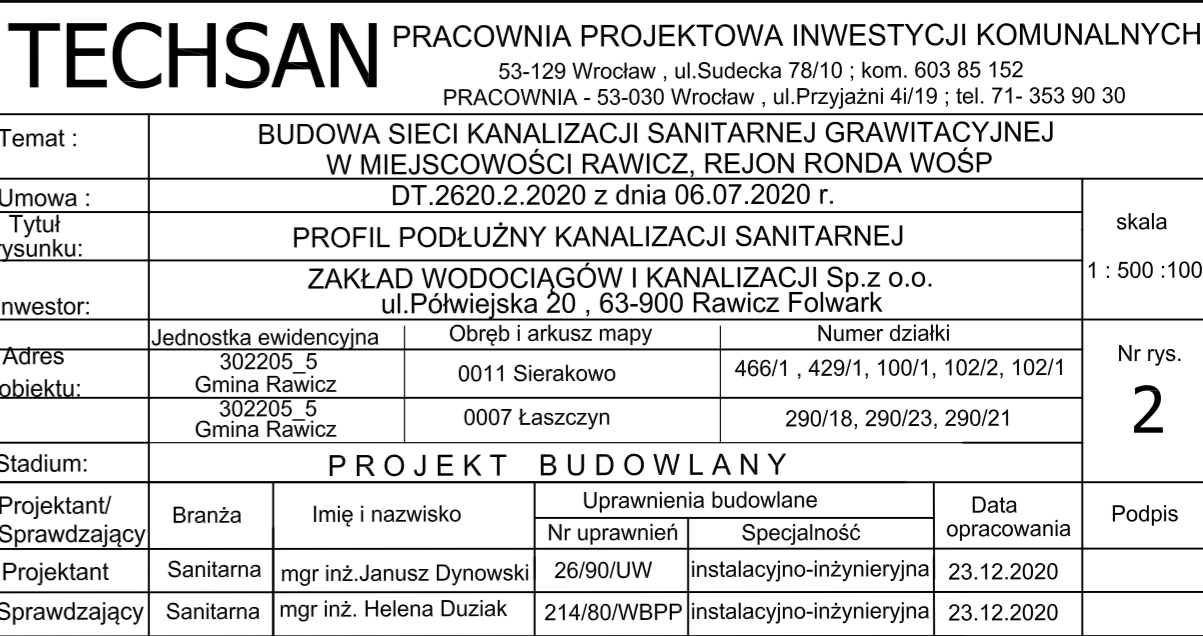 TECHSAN PRACOWNIA PROJEKTOWA INWESTYCJI KOMUNALNYCH
53-129 Wrocław , ul.Sudecka 78/10 ; kom. 603 85 152
PRACOWNIA - 53-030 Wrocław , ul.Przyjaźni 4i/19 ; tel. 71- 353 90 30
Temat : BUDOWA SIECI KANALIZACJI SANITARNEJ GRAWITACYJNEJ
W MIEJSCOWOŚCI RAWICZ, REJON RONDA WOŚP
Umowa : DT.2620.2.2020 z dnia 06.07.2020 r.
skala
1 : 500 :100
Tytuł
rysunku: PROFIL PODŁUŻNY KANALIZACJI SANITARNEJ
Inwestor: ZAKŁAD WODOCIĄGÓW I KANALIZACJI Sp.z o.o.
ul.Półwiejska 20 , 63-900 Rawicz Folwark
Adres
obiektu:
Jednostka ewidencyjna Obręb i arkusz mapy Numer działki
302205_5
Gmina Rawicz 0011 Sierakowo 466/1 , 429/1, 100/1, 102/2, 102/1
302205_5
Gmina Rawicz 0007 Łaszczyn 290/18, 290/23, 290/21
Nr rys.
2
Stadium: PROJEKT BUDOWLANY
Projektant/
Sprawdzający Branża Imię i nazwisko Uprawnienia budowlane
Nr uprawnień Specjalność
Data
opracowania Podpis
Projektant Sanitarna mgr inż.Janusz Dynowski 26/90/UW instalacyjno-inżynieryjna 23.12.2020
Sprawdzający Sanitarna mgr inż. Helena Duziak 214/80/WBPP instalacyjno-inżynieryjna 23.12.2020